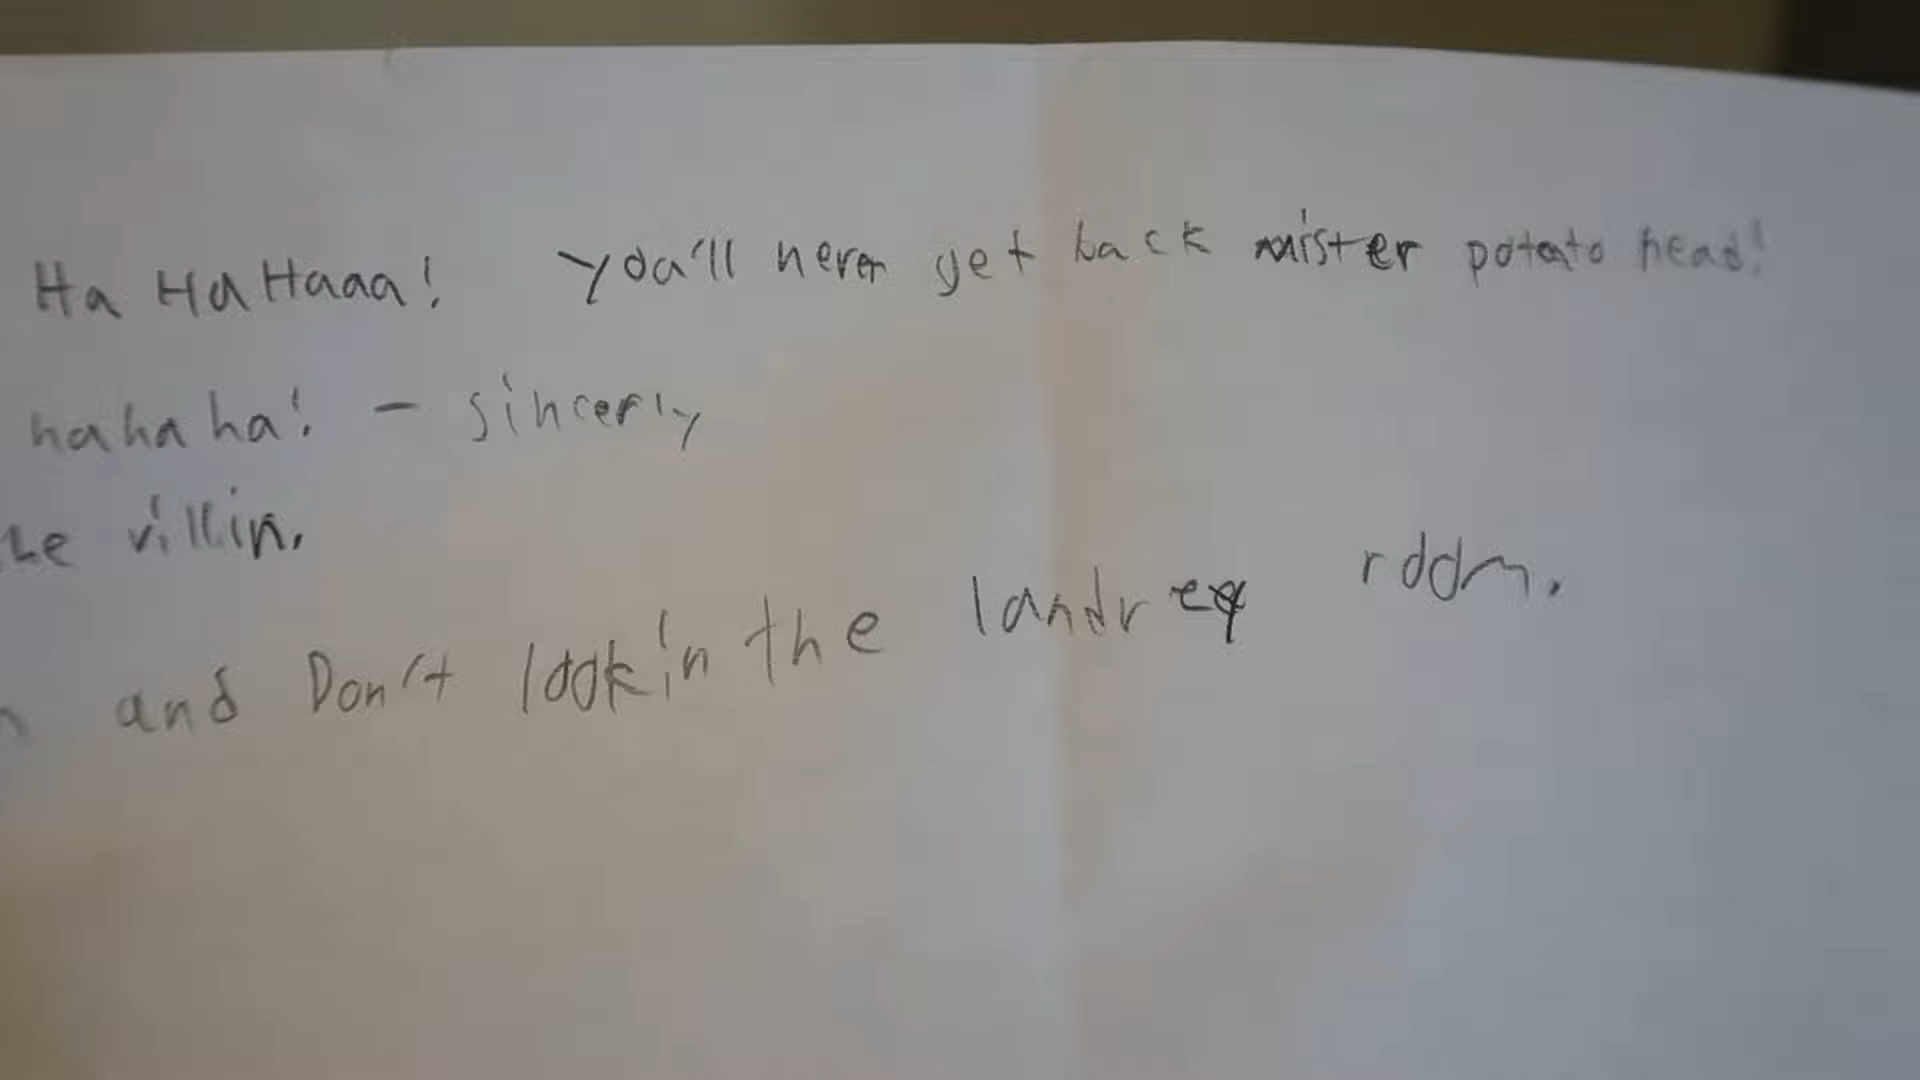 Ha HaHaaa! you'll never get back mister potato head!
hahaha! - sincerly
the villin.
and Don't look in the landrey room.